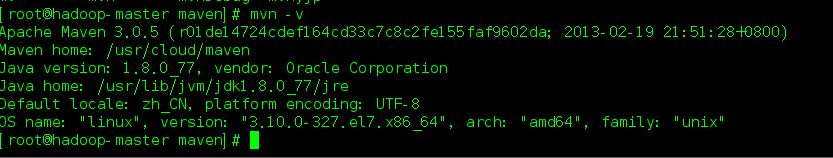 [root@hadoop-master maven]# mvn -v
Apache Maven 3.0.5 (r01de14724cdef164cd33c7c8c2fe155faf9602da; 2013-02-19 21:51:28+0800)
Maven home: /usr/cloud/maven
Java version: 1.8.0_77, vendor: Oracle Corporation
Java home: /usr/lib/jvm/jdk1.8.0_77/jre
Default locale: zh_CN, platform encoding: UTF-8
OS name: "linux", version: "3.10.0-327.el7.x86_64", arch: "amd64", family: "unix"
[root@hadoop-master maven]#